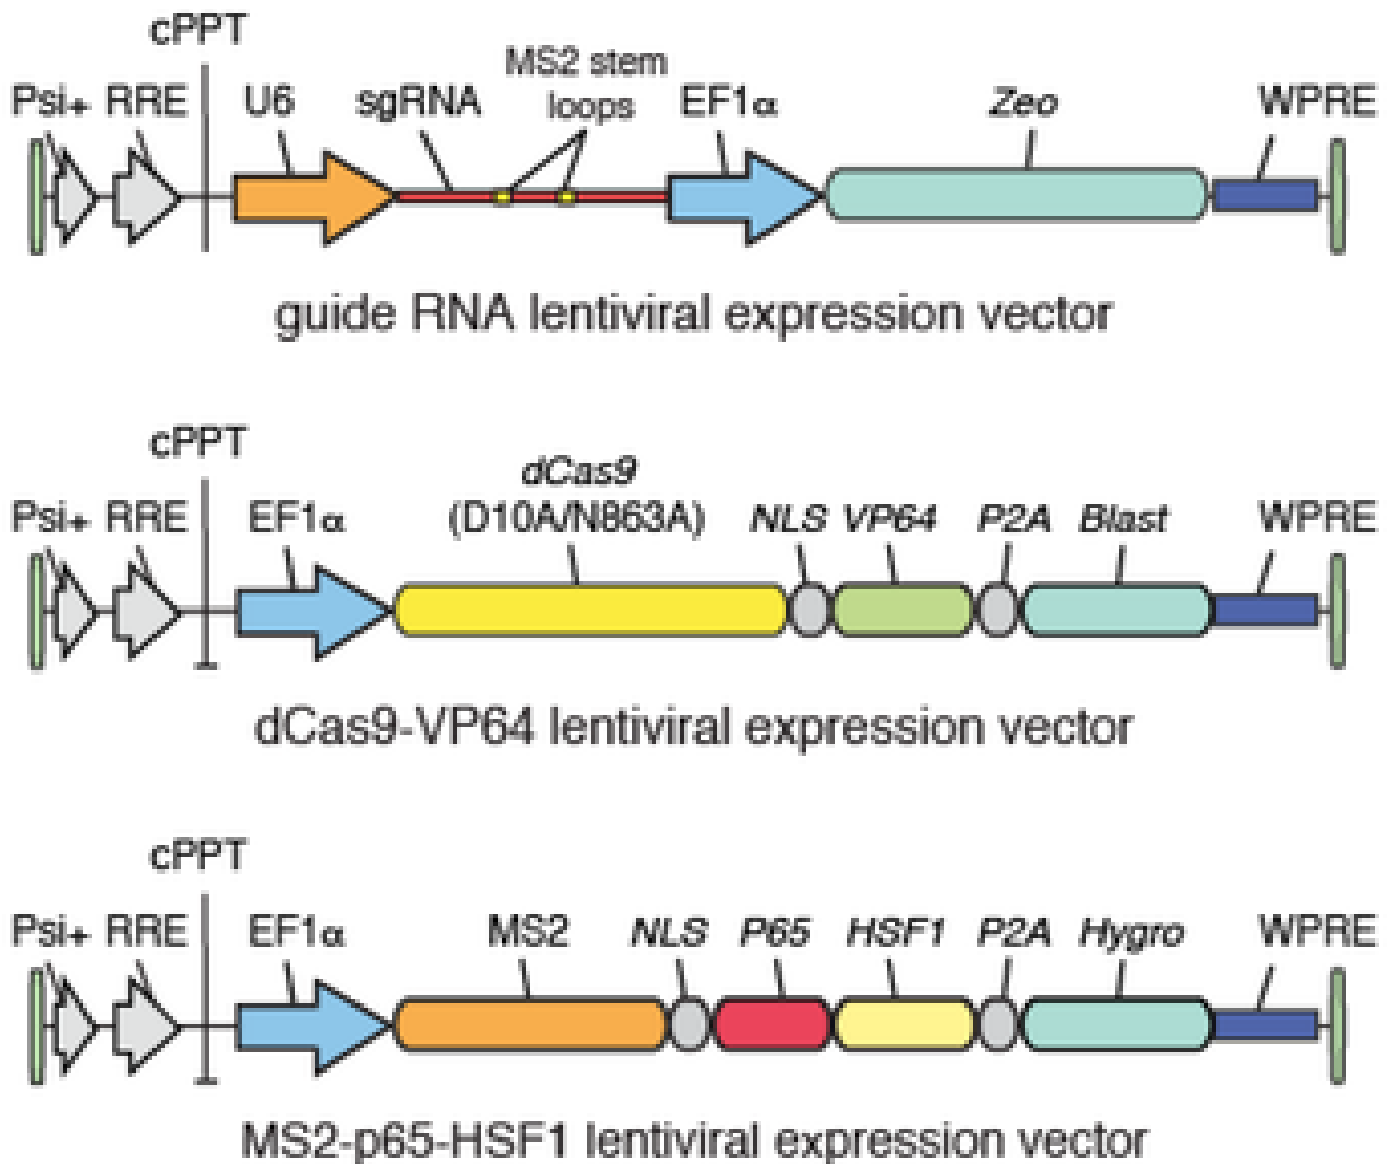 cPPT
MS2 stem
Psi+ RRE U6 sgRNA loops EF1α Zeo WPRE
guide RNA lentiviral expression vector
cPPT
dCas9
Psi+ RRE EF1α (D10A/N863A) NLS VP64 P2A Blast WPRE
dCas9-VP64 lentiviral expression vector
cPPT
Psi+ RRE EF1α MS2 NLS P65 HSF1 P2A Hygro WPRE
MS2-p65-HSF1 lentiviral expression vector